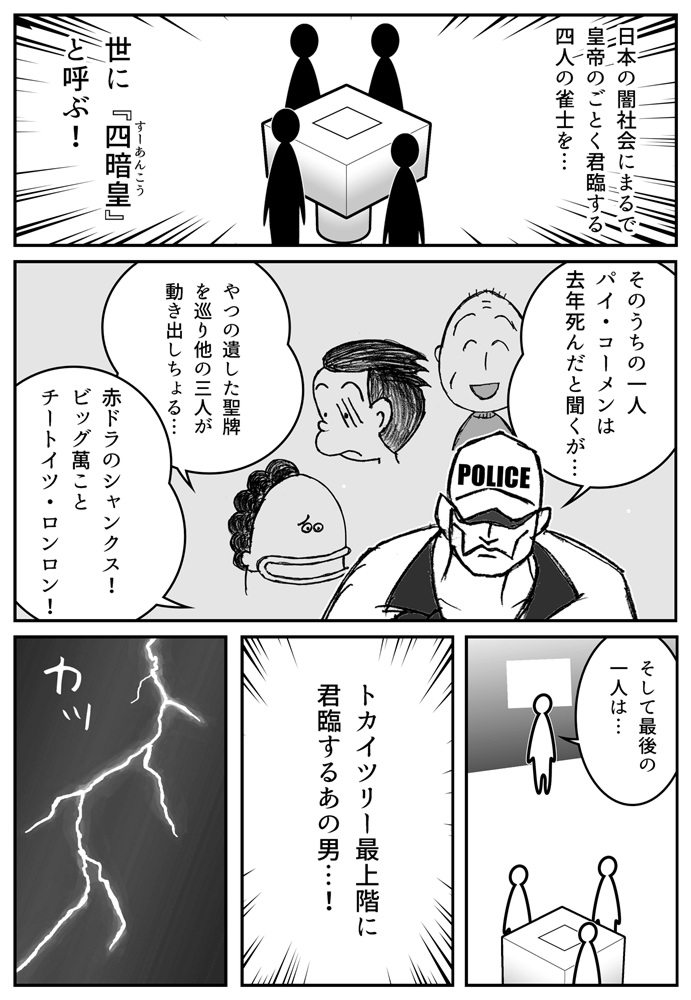 日本の闇社会にまるで
皇帝のごとく君臨する
四人の雀士を…
世に『四暗皇』
すーあんこう
と呼ぶ！
そのうちの一人
パイ・コーメンは
去年死んだと聞くが…
やつの遺した聖牌
を巡り他の三人が
動き出しちょる…
POLICE
赤ドラのシャンクス！
ビッグ萬こと
チートイツ・ロンロン！
そして最後の
一人は…
トカイツリー最上階に
君臨するあの男…！
カッ